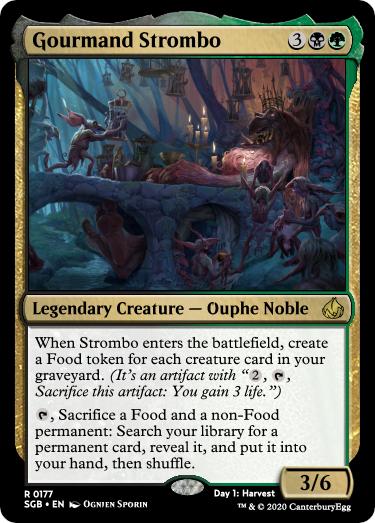 Gourmand Strombo 3
Legendary Creature — Ouphe Noble
When Strombo enters the battlefield, create
a Food token for each creature card in your
graveyard. (It's an artifact with “2, ,
Sacrifice this artifact: You gain 3 life.”)
, Sacrifice a Food and a non-Food
permanent: Search your library for a
permanent card, reveal it, and put it into
your hand, then shuffle.
3/6
R 0177 Day 1: Harvest
SGB • EN Ognjen Sporin ™ & © 2020 CanterburyEgg